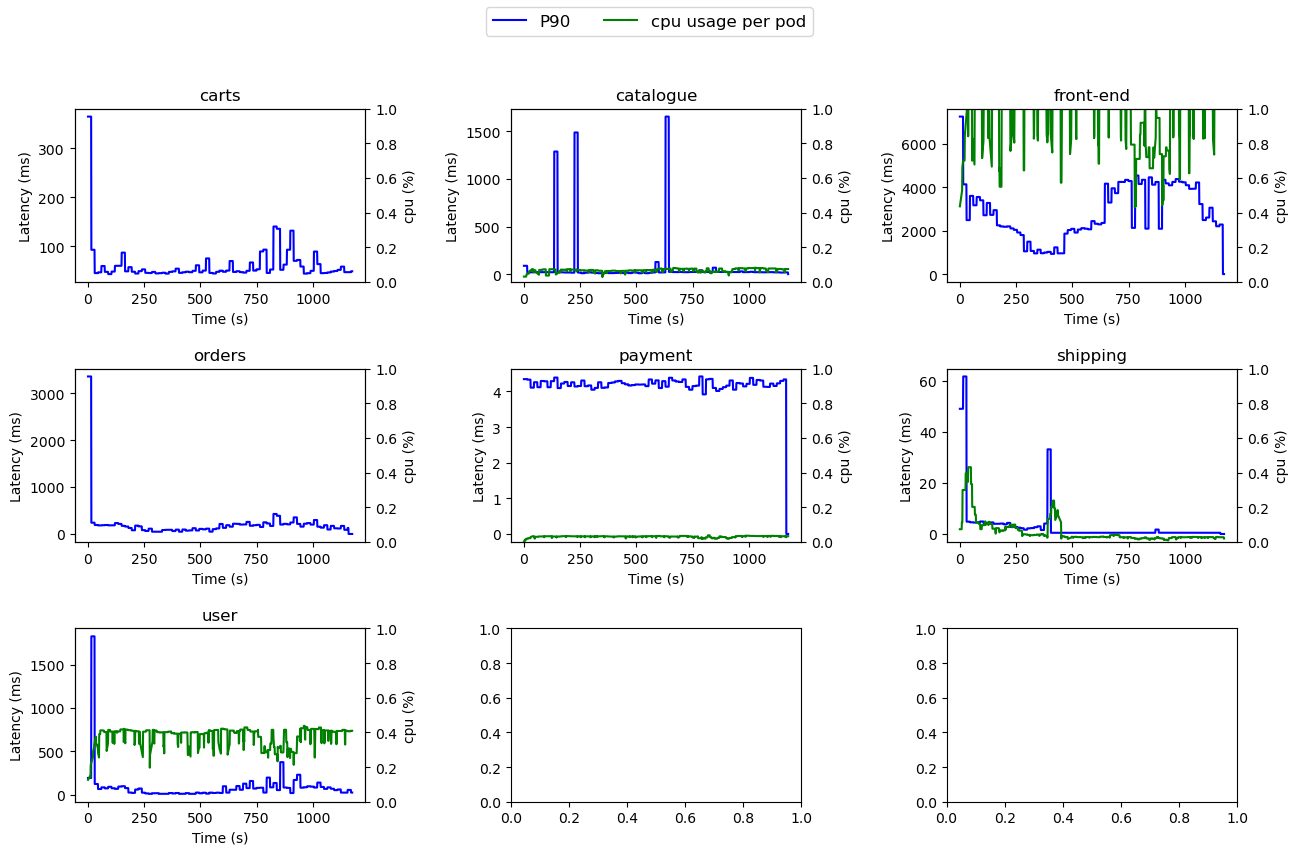 P90 cpu usage per pod
carts catalogue front-end
Latency (ms) 300 200 100
1.0 0.8 0.6 0.4 0.2 0.0 cpu (%)
0 250 500 750 1000
Time (s)
Latency (ms) 1500 1000 500 0
1.0 0.8 0.6 0.4 0.2 0.0 cpu (%)
0 250 500 750 1000
Time (s)
Latency (ms) 6000 4000 2000 0
1.0 0.8 0.6 0.4 0.2 0.0 cpu (%)
0 250 500 750 1000
Time (s)
orders payment shipping
Latency (ms) 3000 2000 1000 0
1.0 0.8 0.6 0.4 0.2 0.0 cpu (%)
0 250 500 750 1000
Time (s)
Latency (ms) 4 3 2 1 0
1.0 0.8 0.6 0.4 0.2 0.0 cpu (%)
0 250 500 750 1000
Time (s)
Latency (ms) 60 40 20 0
1.0 0.8 0.6 0.4 0.2 0.0 cpu (%)
0 250 500 750 1000
Time (s)
user
Latency (ms) 1500 1000 500 0
1.0 0.8 0.6 0.4 0.2 0.0 cpu (%)
0 250 500 750 1000
Time (s)
1.0 0.8 0.6 0.4 0.2 0.0
0.0 0.2 0.4 0.6 0.8 1.0
1.0 0.8 0.6 0.4 0.2 0.0
0.0 0.2 0.4 0.6 0.8 1.0